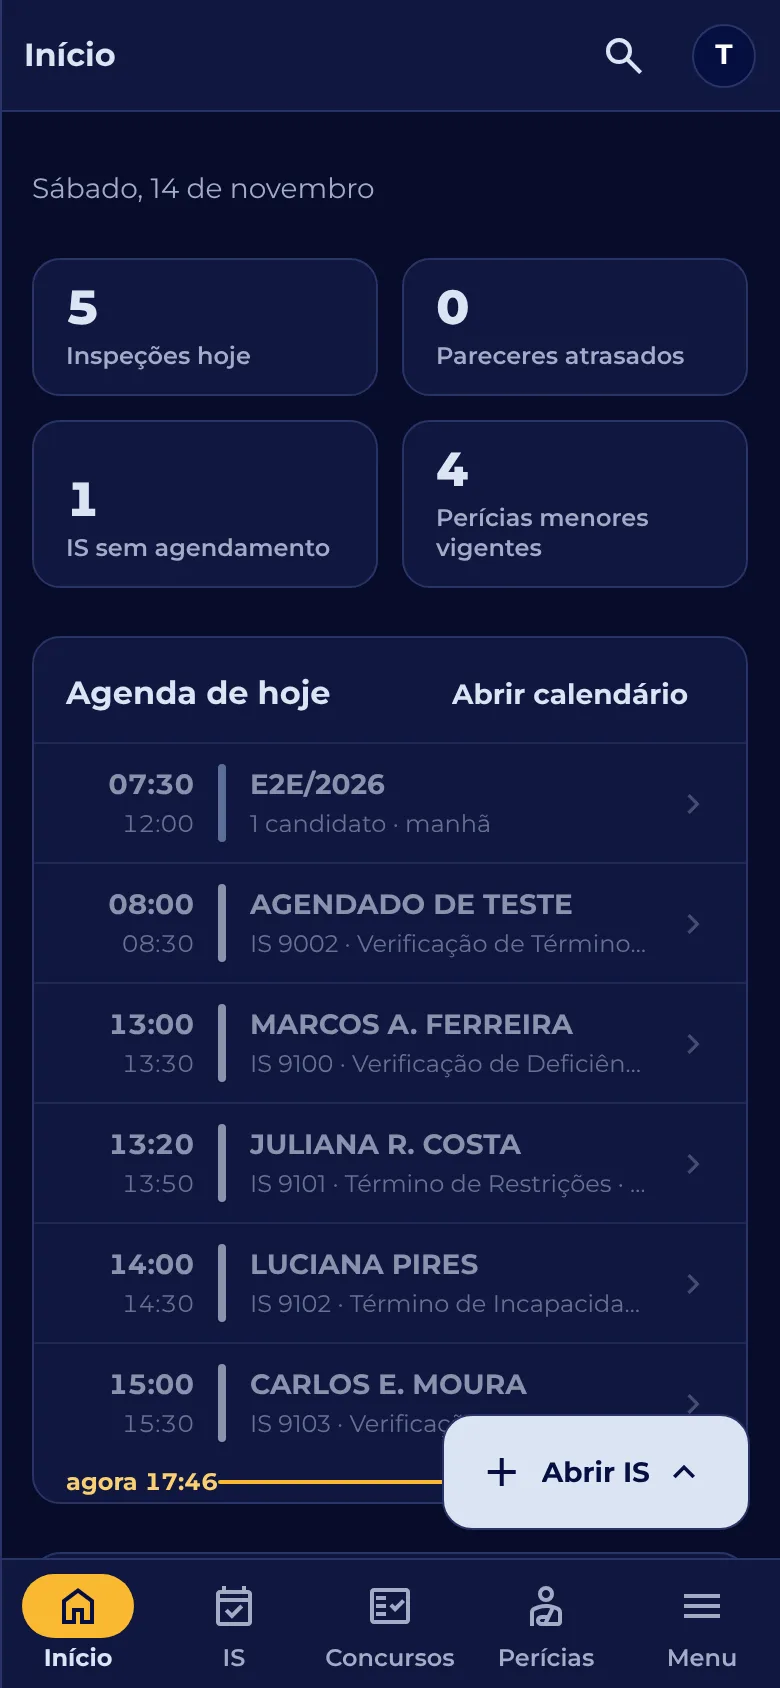 Início
T
Sábado, 14 de novembro
5
Inspeções hoje
0
Pareceres atrasados
1
IS sem agendamento
4
Perícias menores
vigentes
Agenda de hoje
Abrir calendário
07:30
E2E/2026
12:00
1 candidato · manhã
08:00
AGENDADO DE TESTE
08:30
IS 9002 · Verificação de Término...
13:00
MARCOS A. FERREIRA
13:30
IS 9100 · Verificação de Deficiên...
13:20
JULIANA R. COSTA
13:50
IS 9101 · Término de Restrições · ...
14:00
LUCIANA PIRES
14:30
IS 9102 · Término de Incapacida...
15:00
CARLOS E. MOURA
15:30
IS 9103 ·
agora 17:46
Abrir IS
Início
IS
Concursos
Perícias
Menu